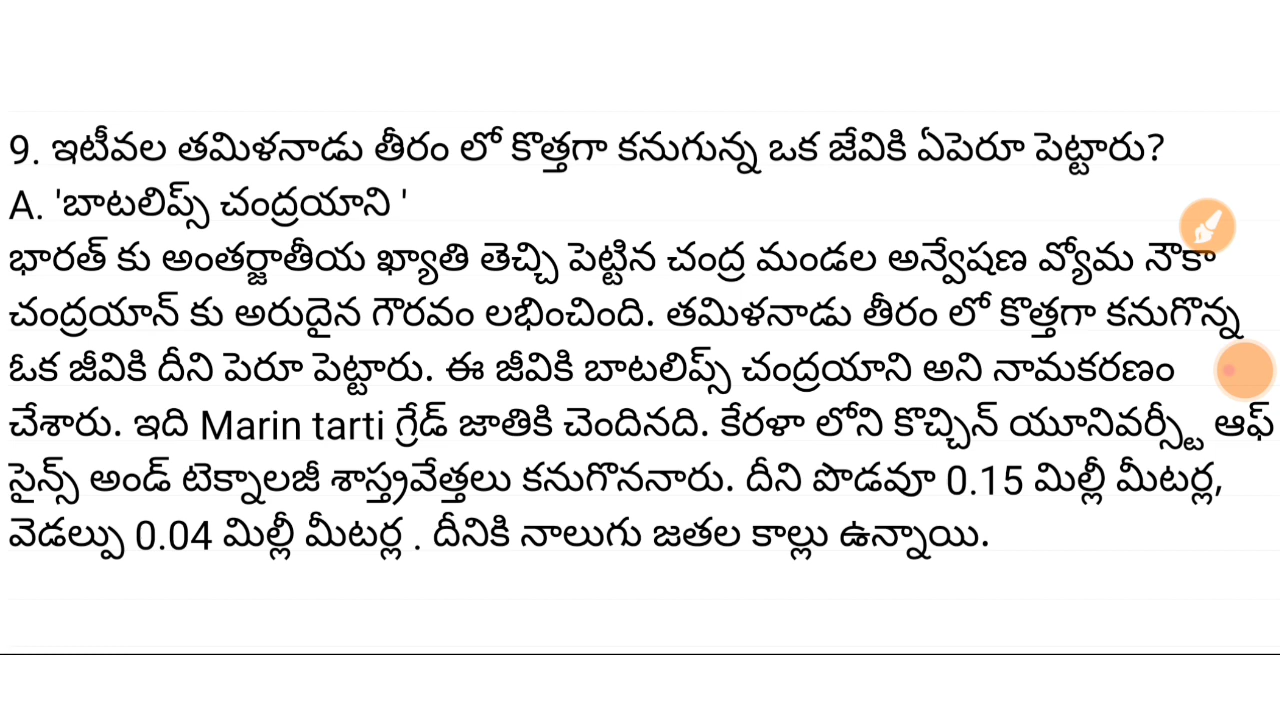 9. ఇటీవల తమిళనాడు తీరం లో కొత్తగా కనుగున్న ఒక జేవికి ఏపెరూ పెట్టారు?
A. 'బాటలిప్స్ చంద్రయాని '
భారత్ కు అంతర్జాతీయ ఖ్యాతి తెచ్చి పెట్టిన చంద్ర మండల అన్వేషణ వ్యోమ నౌకా
చంద్రయాన్ కు అరుదైన గౌరవం లభించింది. తమిళనాడు తీరం లో కొత్తగా కనుగొన్న
ఓక జీవికి దీని పెరూ పెట్టారు. ఈ జీవికి బాటలిప్స్ చంద్రయాని అని నామకరణం
చేశారు. ఇది Marin tarti గ్రేడ్ జాతికి చెందినది. కేరళా లోని కొచ్చిన్ యూనివర్స్టీ ఆఫ్
సైన్స్ అండ్ టెక్నాలజీ శాస్త్రవేత్తలు కనుగొననారు. దీని పొడవూ 0.15 మిల్లీ మీటర్ల,
వెడల్పు 0.04 మిల్లీ మీటర్ల . దీనికి నాలుగు జతల కాల్లు ఉన్నాయి.